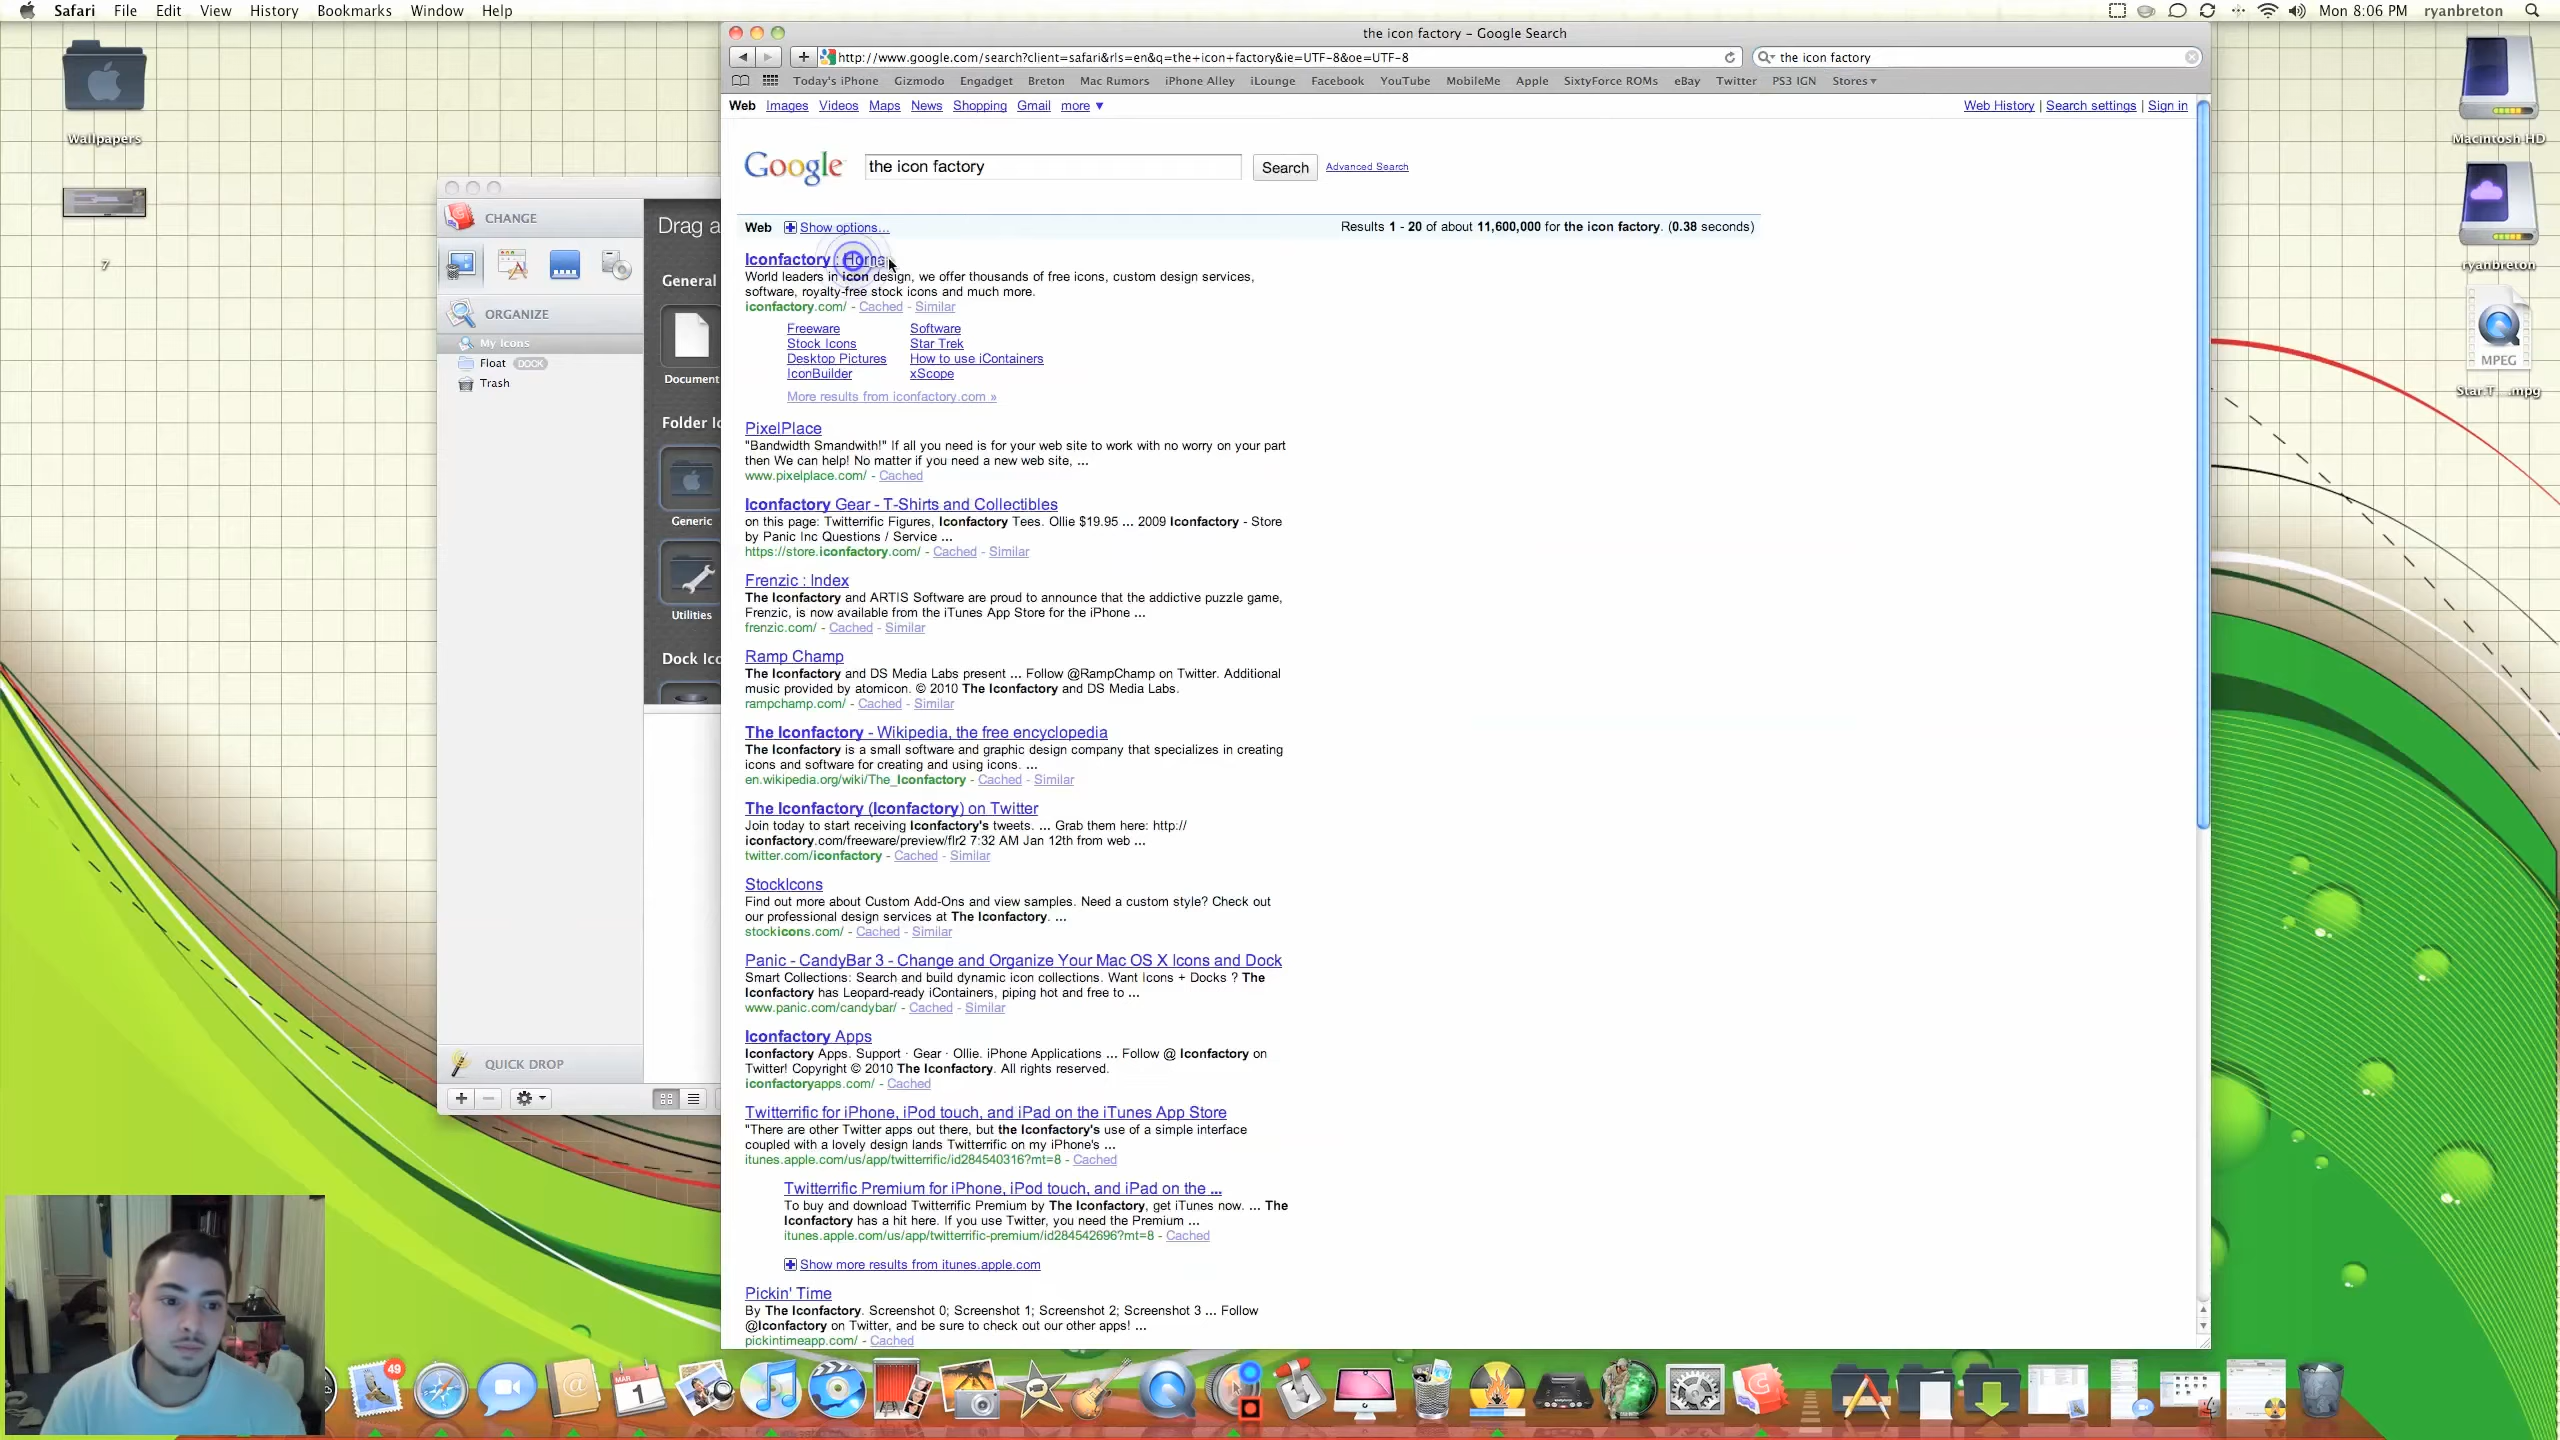 Safari File Edit View History Bookmarks Window Help
Mon 8:06 PM ryanbreton
Wallpapers
7
CHANGE
ORGANIZE
My Icons
Float DOCK
Trash
QUICK DROP
Drag a
General
Document
Folder Ic
Generic
Utilities
Dock Ico
the icon factory – Google Search
http://www.google.com/search?client=safari&rls=en&q=the+icon+factory&ie=UTF-8&oe=UTF-8
the icon factory
Today's iPhone Gizmodo Engadget Breton Mac Rumors iPhone Alley iLounge Facebook YouTube MobileMe Apple SixtyForce ROMs eBay Twitter PS3 IGN Stores
Web Images Videos Maps News Shopping Gmail more
Web History | Search settings | Sign in
Google the icon factory Search Advanced Search
Web Show options...
Results 1 - 20 of about 11,600,000 for the icon factory. (0.38 seconds)
Iconfactory : Home
World leaders in icon design, we offer thousands of free icons, custom design services,
software, royalty-free stock icons and much more.
iconfactory.com/ - Cached - Similar
Freeware Software
Stock Icons Star Trek
Desktop Pictures How to use iContainers
IconBuilder xScope
More results from iconfactory.com »
PixelPlace
"Bandwidth Smandwith!" If all you need is for your web site to work with no worry on your part
then We can help! No matter if you need a new web site, ...
www.pixelplace.com/ - Cached
Iconfactory Gear - T-Shirts and Collectibles
on this page: Twitterrific Figures, Iconfactory Tees. Ollie $19.95 ... 2009 Iconfactory - Store
by Panic Inc Questions / Service ...
https://store.iconfactory.com/ - Cached - Similar
Frenzic : Index
The Iconfactory and ARTIS Software are proud to announce that the addictive puzzle game,
Frenzic, is now available from the iTunes App Store for the iPhone ...
frenzic.com/ - Cached - Similar
Ramp Champ
The Iconfactory and DS Media Labs present ... Follow @RampChamp on Twitter. Additional
music provided by atomicon. © 2010 The Iconfactory and DS Media Labs.
rampchamp.com/ - Cached - Similar
The Iconfactory - Wikipedia, the free encyclopedia
The Iconfactory is a small software and graphic design company that specializes in creating
icons and software for creating and using icons. ...
en.wikipedia.org/wiki/The_Iconfactory - Cached - Similar
The Iconfactory (Iconfactory) on Twitter
Join today to start receiving Iconfactory's tweets. ... Grab them here: http://
iconfactory.com/freeware/preview/flr2 7:32 AM Jan 12th from web ...
twitter.com/iconfactory - Cached - Similar
StockIcons
Find out more about Custom Add-Ons and view samples. Need a custom style? Check out
our professional design services at The Iconfactory. ...
stockicons.com/ - Cached - Similar
Panic - CandyBar 3 - Change and Organize Your Mac OS X Icons and Dock
Smart Collections: Search and build dynamic icon collections. Want Icons + Docks ? The
Iconfactory has Leopard-ready iContainers, piping hot and free to ...
www.panic.com/candybar/ - Cached - Similar
Iconfactory Apps
Iconfactory Apps. Support · Gear · Ollie. iPhone Applications ... Follow @ Iconfactory on
Twitter! Copyright © 2010 The Iconfactory. All rights reserved.
iconfactoryapps.com/ - Cached
Twitterrific for iPhone, iPod touch, and iPad on the iTunes App Store
"There are other Twitter apps out there, but the Iconfactory's use of a simple interface
coupled with a lovely design lands Twitterrific on my iPhone's ...
itunes.apple.com/us/app/twitterrific/id284540316?mt=8 - Cached
Twitterrific Premium for iPhone, iPod touch, and iPad on the ...
To buy and download Twitterrific Premium by The Iconfactory, get iTunes now. ... The
Iconfactory has a hit here. If you use Twitter, you need the Premium ...
itunes.apple.com/us/app/twitterrific-premium/id284542696?mt=8 - Cached
Show more results from itunes.apple.com
Pickin' Time
By The Iconfactory. Screenshot 0; Screenshot 1; Screenshot 2; Screenshot 3 ... Follow
@Iconfactory on Twitter, and be sure to check out our other apps! ...
pickintimeapp.com/ - Cached
Macintosh HD
ryanbreton
MPEG
Star.T ....mpg
49
MAR
1